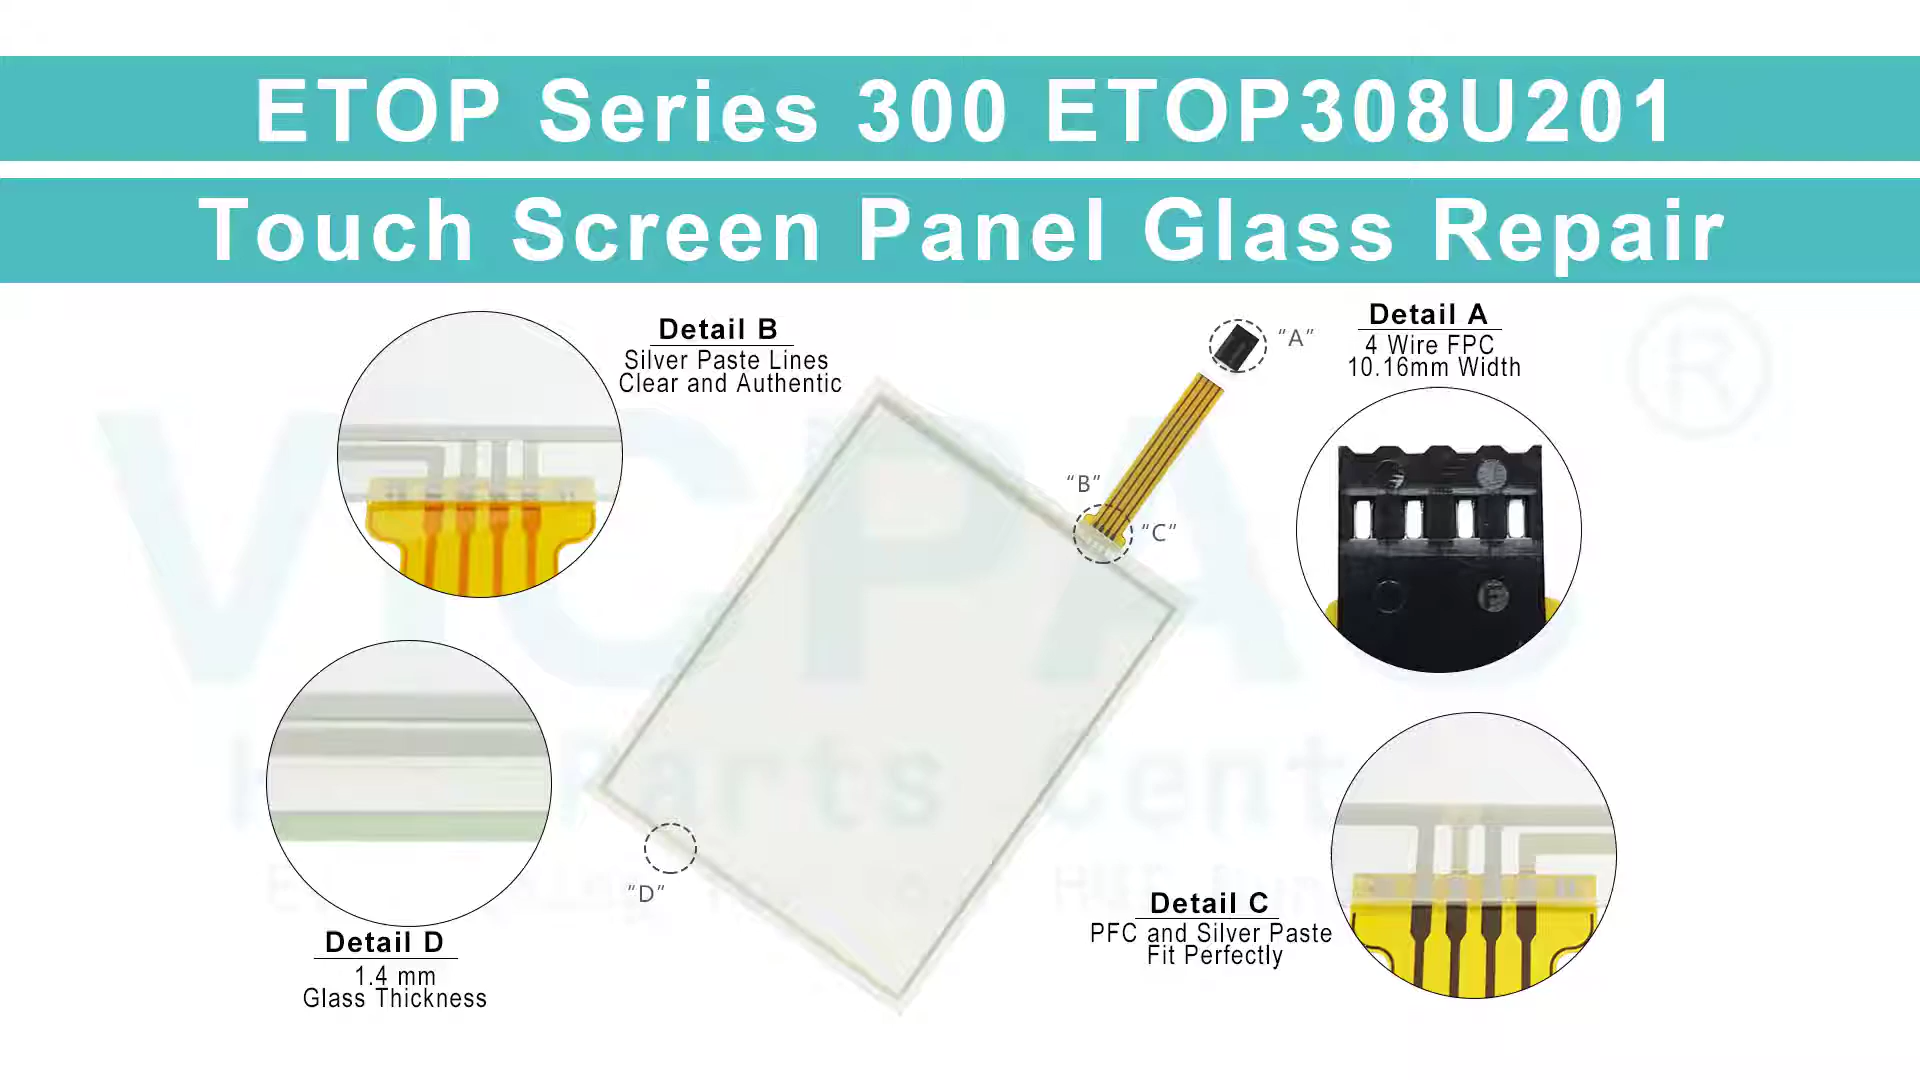 ETOP Series 300 ETOP308U201
Touch Screen Panel Glass Repair
Detail B
Silver Paste Lines
Clear and Authentic
"A"
Detail A
4 Wire FPC
10.16mm Width
"B"
"C"
"D"
Detail D
1.4 mm
Glass Thickness
Detail C
PFC and Silver Paste
Fit Perfectly
VICPAS
®